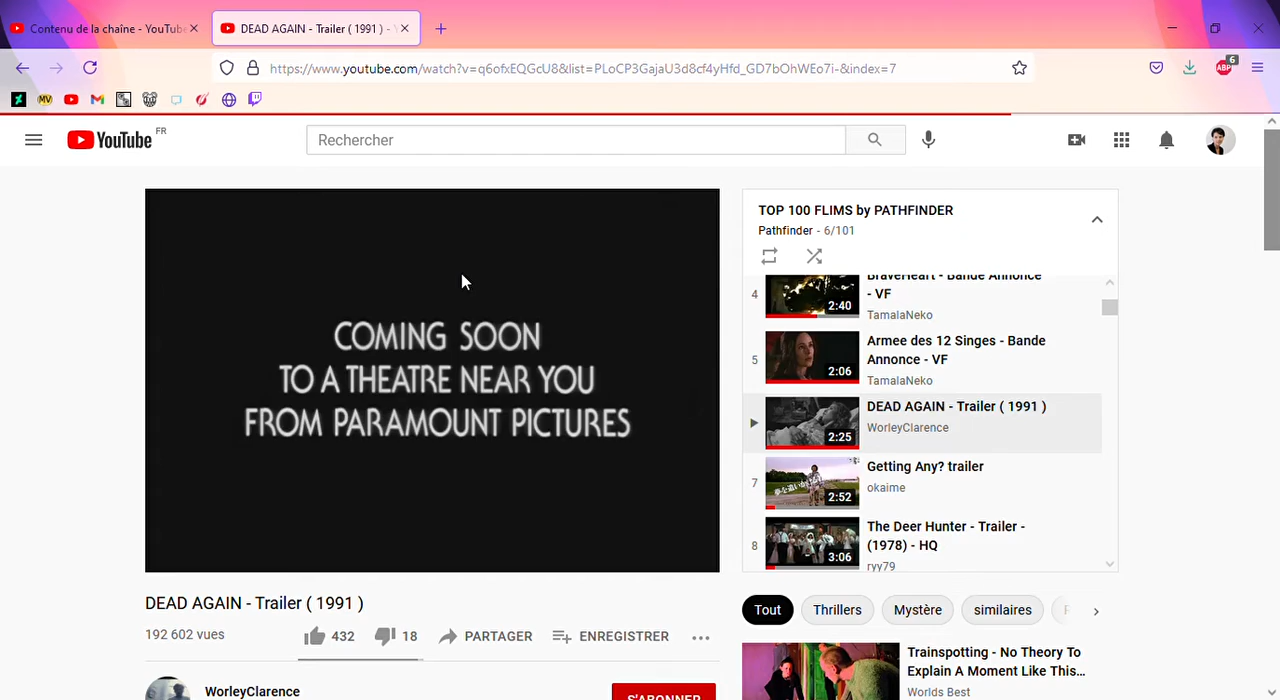 Contenu de la chaîne - YouTube
DEAD AGAIN - Trailer ( 1991 ) -
https://www.youtube.com/watch?v=q6ofxEQGcU8&list=PLoCP3GajaU3d8cf4yHfd_GD7bOhWEo7i-&index=7
ABP
6
MV
YouTube
FR
Rechercher
COMING SOON
TO A THEATRE NEAR YOU
FROM PARAMOUNT PICTURES
TOP 100 FLIMS by PATHFINDER
Pathfinder - 6/101
4
2:40
BraveHeart - Bande Annonce
- VF
TamalaNeko
5
2:06
Armee des 12 Singes - Bande
Annonce - VF
TamalaNeko
2:25
DEAD AGAIN - Trailer ( 1991 )
WorleyClarence
7
2:52
Getting Any? trailer
okaime
8
3:06
The Deer Hunter - Trailer -
(1978) - HQ
ryy79
DEAD AGAIN - Trailer ( 1991 )
192 602 vues
432
18
PARTAGER
ENREGISTRER
Tout
Thrillers
Mystère
similaires
WorleyClarence
S'ABONNER
Trainspotting - No Theory To
Explain A Moment Like This...
Worlds Best